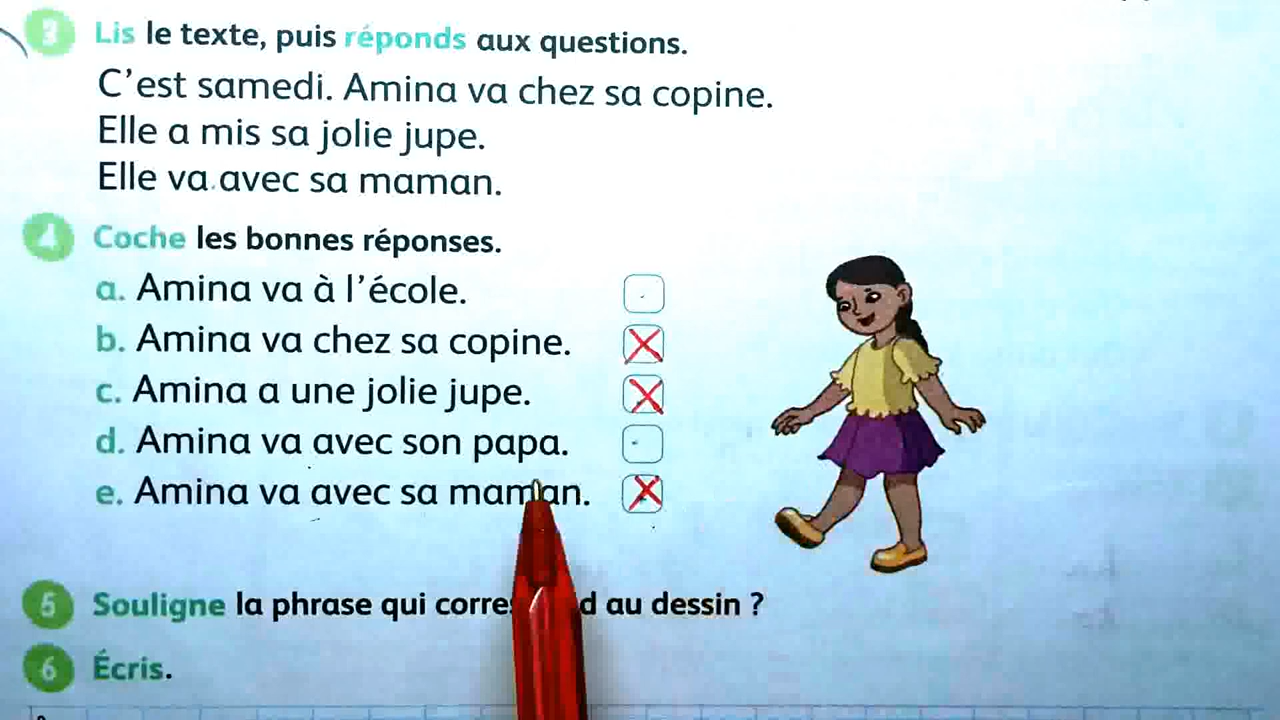 3 Lis le texte, puis réponds aux questions.
C'est samedi. Amina va chez sa copine.
Elle a mis sa jolie jupe.
Elle va avec sa maman.
4 Coche les bonnes réponses.
a. Amina va à l'école.
b. Amina va chez sa copine.
c. Amina a une jolie jupe.
d. Amina va avec son papa.
e. Amina va avec sa maman.
5 Souligne la phrase qui correspond au dessin ?
6 Écris.